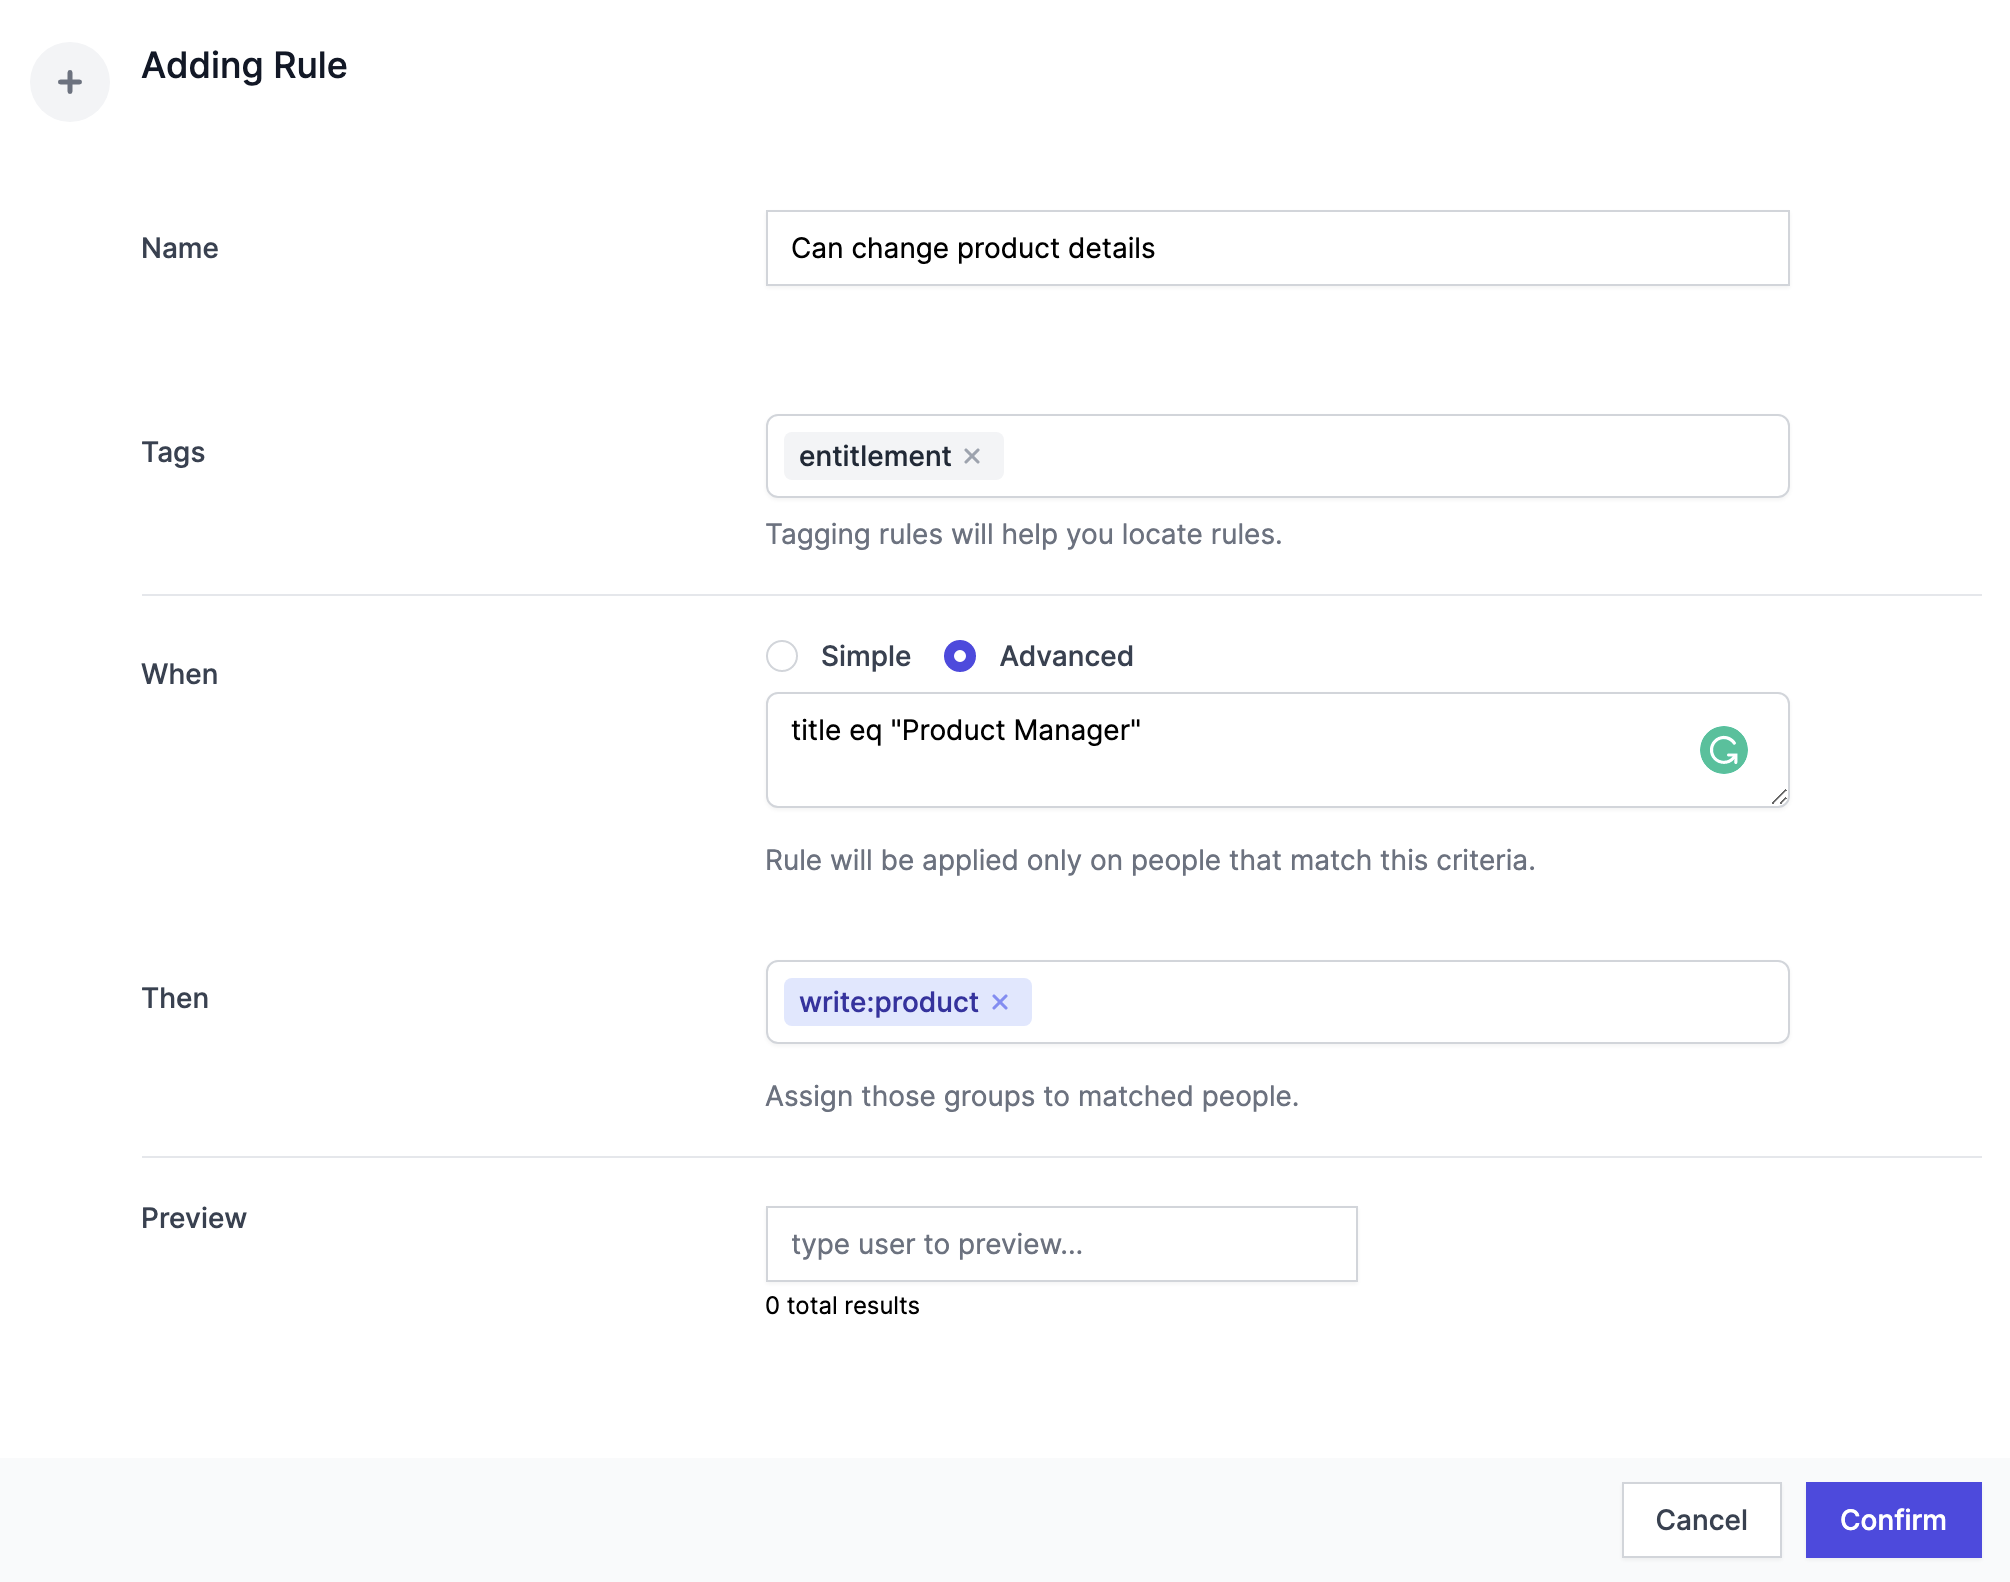 Adding Rule
Name
Can change product details
Tags
entitlement
Tagging rules will help you locate rules.
When
Simple
Advanced
title eq "Product Manager"
Rule will be applied only on people that match this criteria.
Then
write:product
Assign those groups to matched people.
Preview
type user to preview...
0 total results
Cancel
Confirm